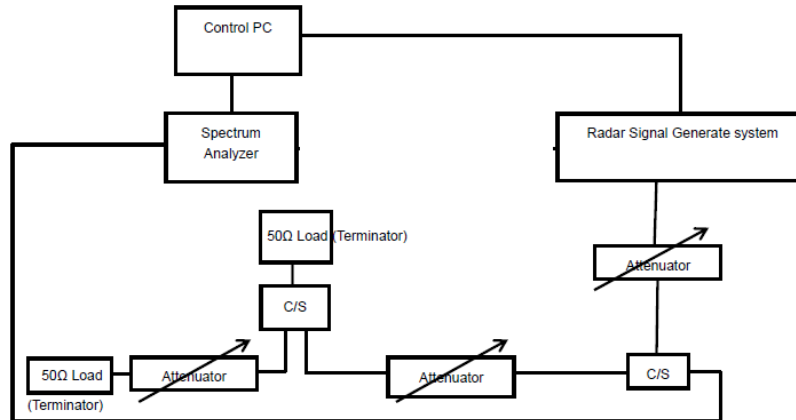 Control PC
Spectrum
Analyzer
Radar Signal Generate system
50Ω Load (Terminator)
Attenuator
C/S
50Ω Load
(Terminator)
Attenuator
Attenuator
C/S